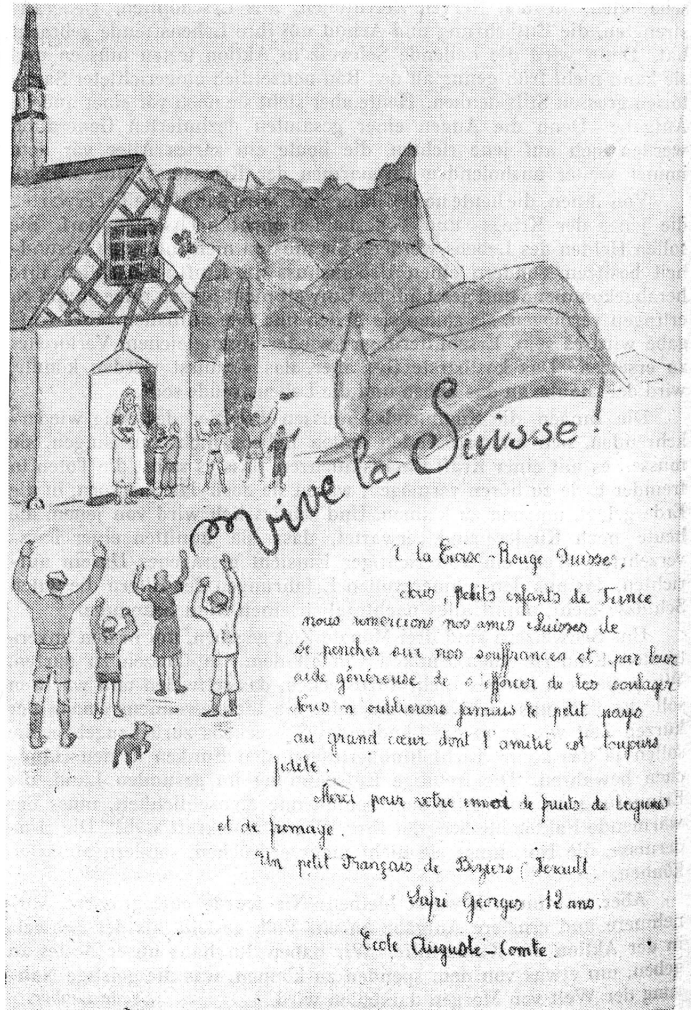 Vive la Suisse!
A la Croix-Rouge Suisse.
Nous, petits enfants de France
nous remercions nos amis Suisses de
se pencher sur nos souffrances et par leur
aide généreuse de s'efforcer de les soulager
Nous n'oublierons jamais le petit pays
au grand cœur dont l'amitié est toujours
fidèle.
Merci pour votre envoi de fruits de legumes
et de fromage.
Un petit Français de Béziers (Herault
Safri Georges 12 ans
École Auguste-Comte.